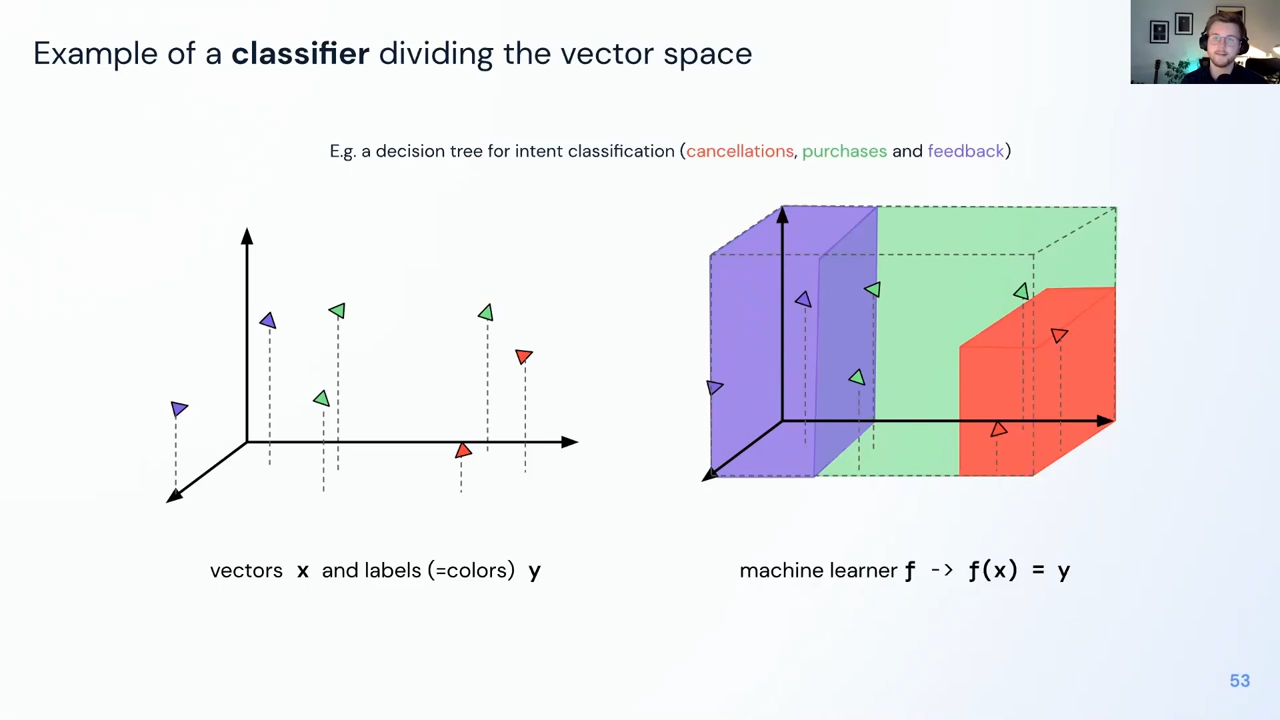 Example of a classifier dividing the vector space
E.g. a decision tree for intent classification (cancellations, purchases and feedback)
vectors x and labels (=colors) y
machine learner f -> f(x) = y
53